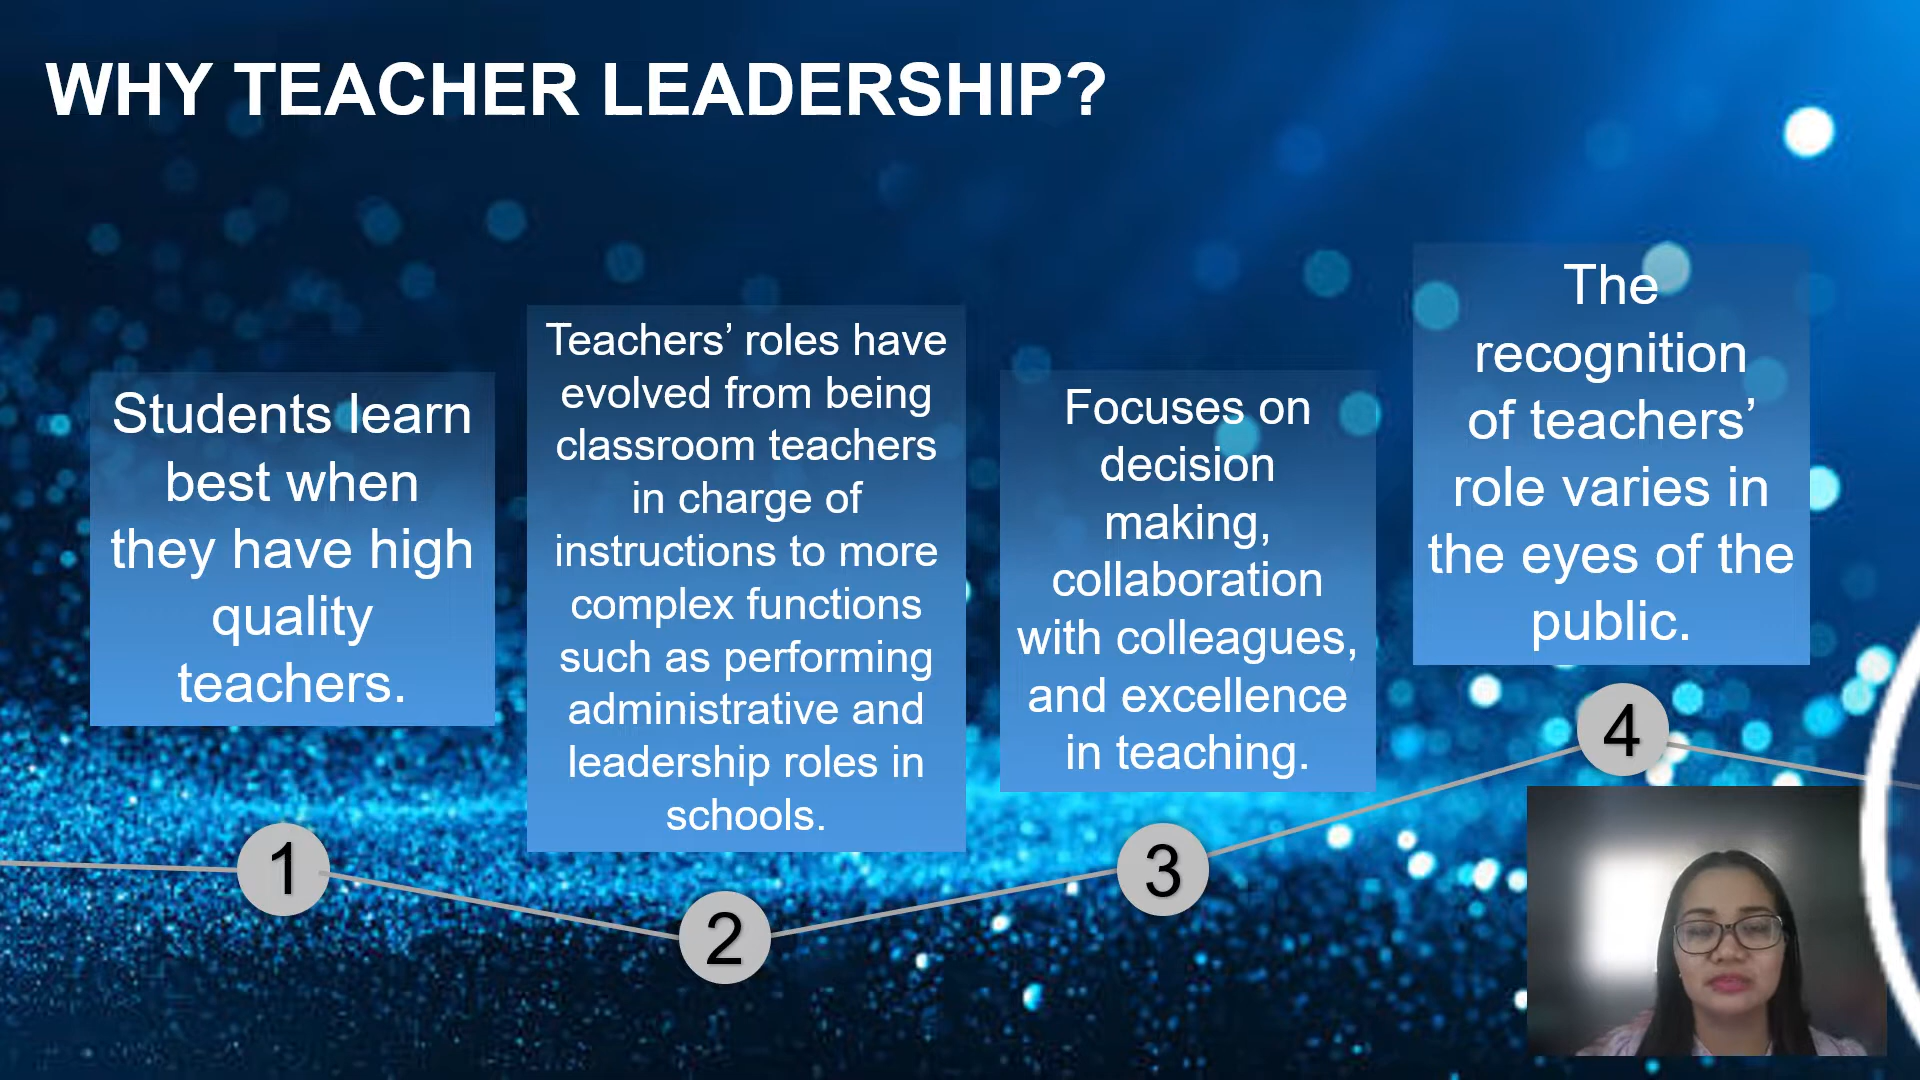 WHY TEACHER LEADERSHIP?
Students learn
best when
they have high
quality
teachers.
1
Teachers’ roles have
evolved from being
classroom teachers
in charge of
instructions to more
complex functions
such as performing
administrative and
leadership roles in
schools.
2
Focuses on
decision
making,
collaboration
with colleagues,
and excellence
in teaching.
3
The
recognition
of teachers’
role varies in
the eyes of the
public.
4